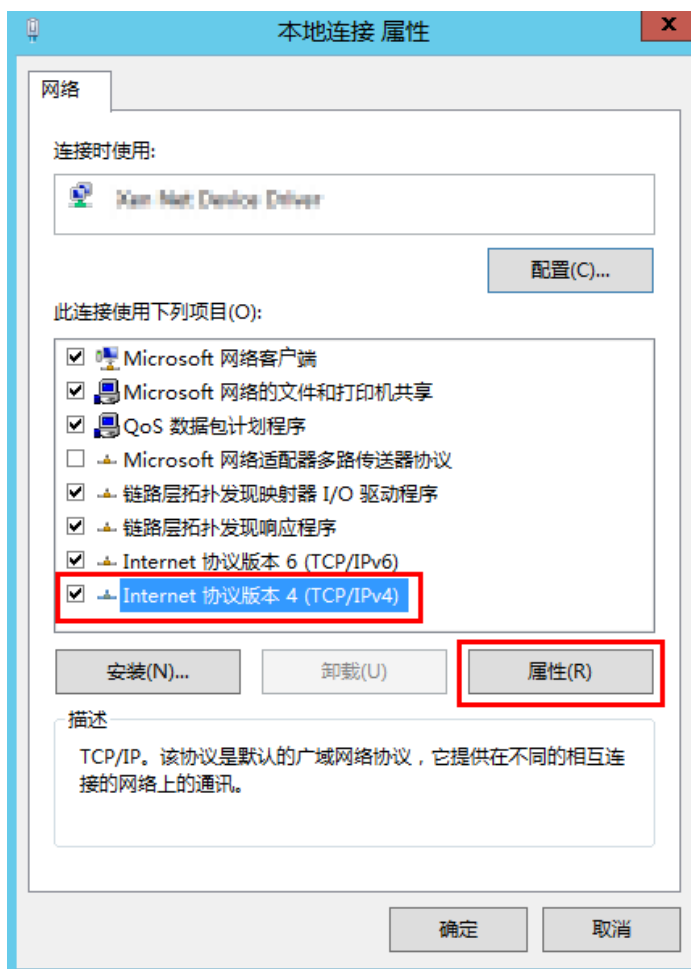 本地连接 属性
x
网络
连接时使用:
Xen Net Device Driver
配置(C)...
此连接使用下列项目(O):
Microsoft 网络客户端
Microsoft 网络的文件和打印机共享
QoS 数据包计划程序
Microsoft 网络适配器多路传送器协议
链路层拓扑发现映射器 I/O 驱动程序
链路层拓扑发现响应程序
Internet 协议版本 6 (TCP/IPv6)
Internet 协议版本 4 (TCP/IPv4)
安装(N)...
卸载(U)
属性(R)
描述
TCP/IP。该协议是默认的广域网络协议，它提供在不同的相互连
接的网络上的通讯。
确定
取消